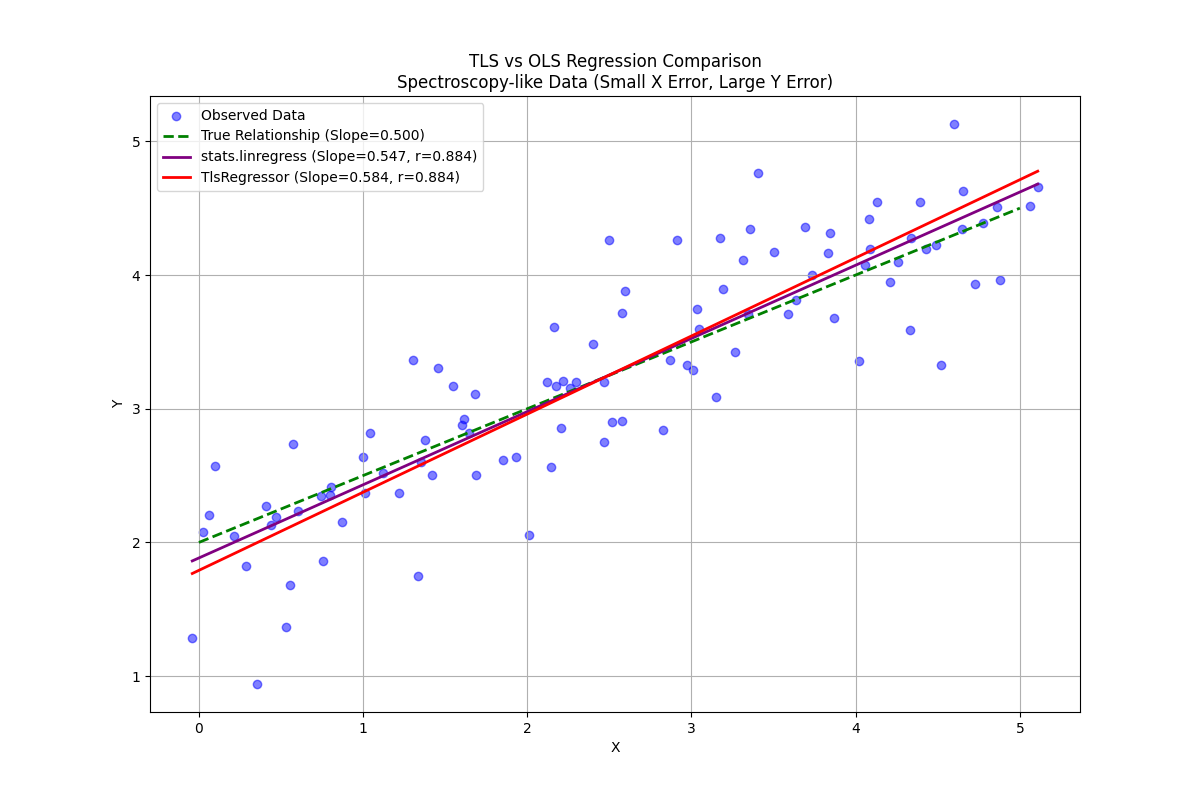 TLS vs OLS Regression Comparison
Spectroscopy-like Data (Small X Error, Large Y Error)
Observed Data
True Relationship (Slope=0.500)
stats.linregress (Slope=0.547, r=0.884)
TlsRegressor (Slope=0.584, r=0.884)
Y
5
4
3
2
1
0 1 2 3 4 5
X